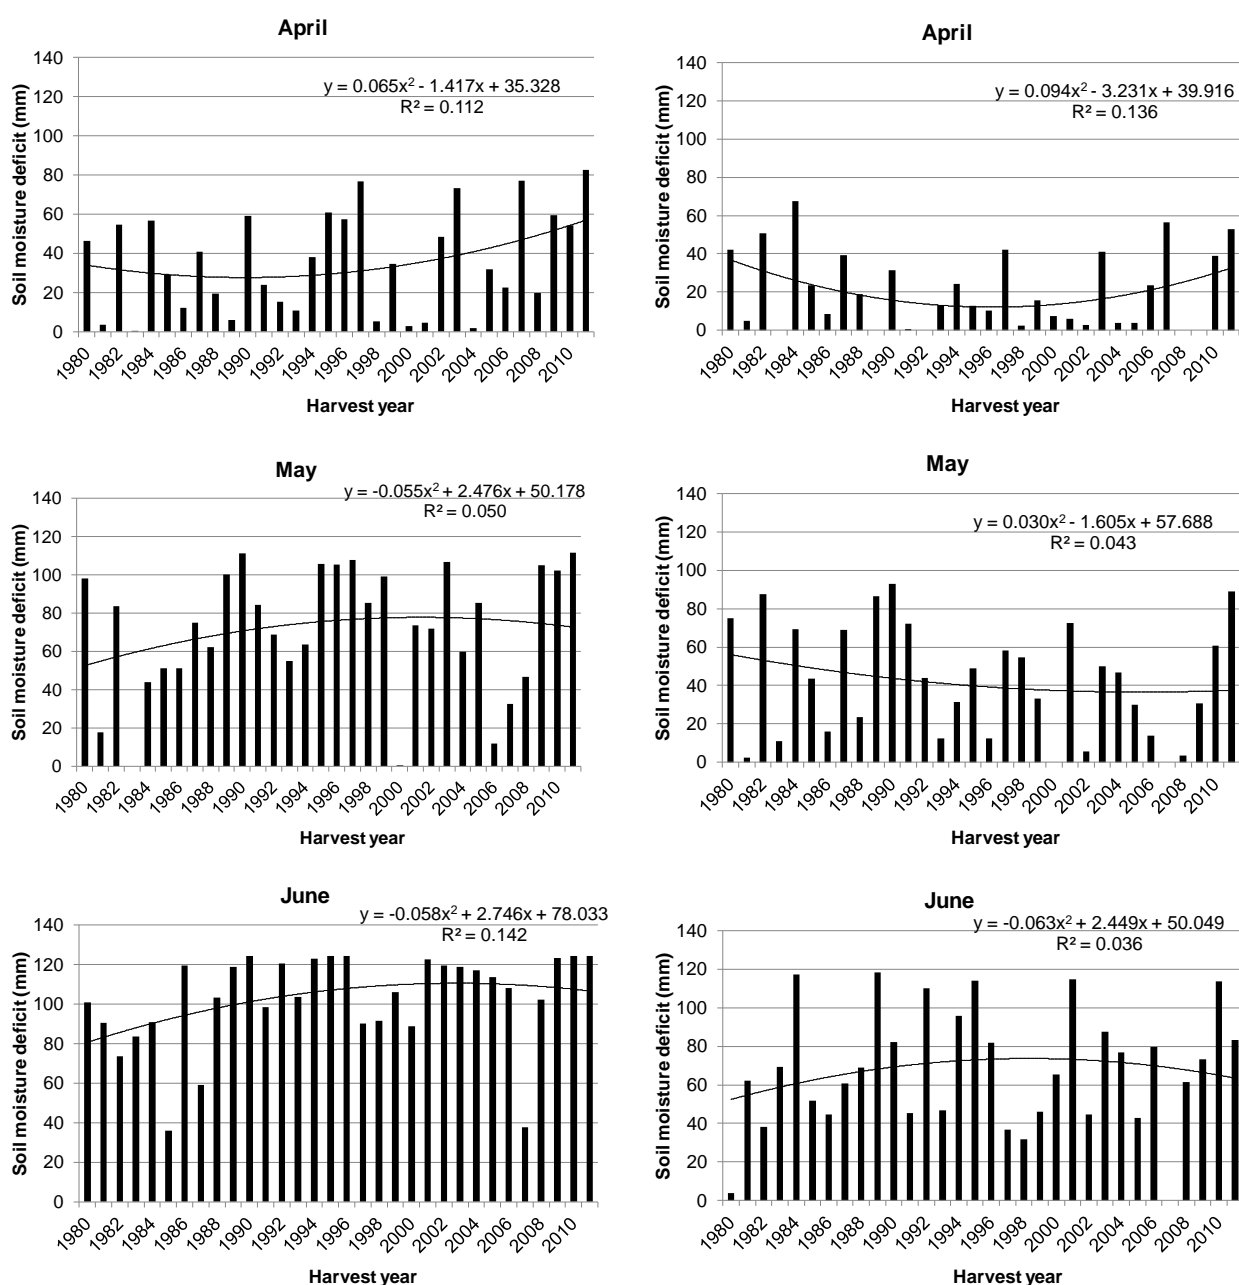 April
y = 0.065x² - 1.417x + 35.328
R² = 0.112
Soil moisture deficit (mm)
140
120
100
80
60
40
20
0
1980 1982 1984 1986 1988 1990 1992 1994 1996 1998 2000 2002 2004 2006 2008 2010
Harvest year
April
y = 0.094x² - 3.231x + 39.916
R² = 0.136
Soil moisture deficit (mm)
140
120
100
80
60
40
20
0
1980 1982 1984 1986 1988 1990 1992 1994 1996 1998 2000 2002 2004 2006 2008 2010
Harvest year
May
y = -0.055x² + 2.476x + 50.178
R² = 0.050
Soil moisture deficit (mm)
140
120
100
80
60
40
20
0
1980 1982 1984 1986 1988 1990 1992 1994 1996 1998 2000 2002 2004 2006 2008 2010
Harvest year
May
y = 0.030x² - 1.605x + 57.688
R² = 0.043
Soil moisture deficit (mm)
140
120
100
80
60
40
20
0
1980 1982 1984 1986 1988 1990 1992 1994 1996 1998 2000 2002 2004 2006 2008 2010
Harvest year
June
y = -0.058x² + 2.746x + 78.033
R² = 0.142
Soil moisture deficit (mm)
140
120
100
80
60
40
20
0
1980 1982 1984 1986 1988 1990 1992 1994 1996 1998 2000 2002 2004 2006 2008 2010
Harvest year
June
y = -0.063x² + 2.449x + 50.049
R² = 0.036
Soil moisture deficit (mm)
140
120
100
80
60
40
20
0
1980 1982 1984 1986 1988 1990 1992 1994 1996 1998 2000 2002 2004 2006 2008 2010
Harvest year